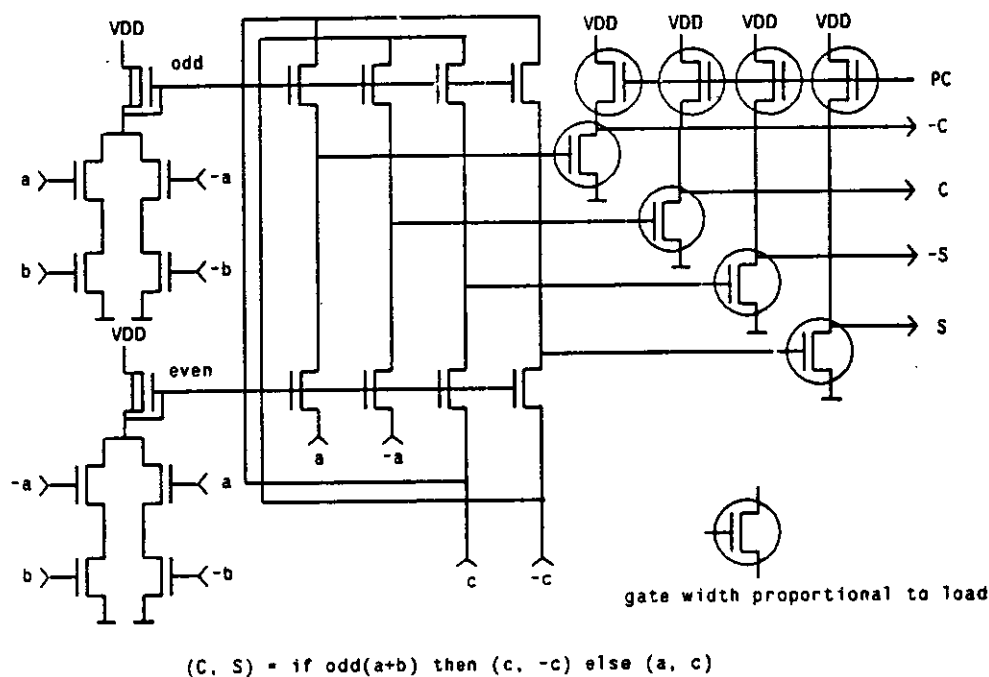 VDD
VDD VDD VDD VDD
odd
PC
-C
a -a
C
b -b
-S
VDD
S
even
a -a
-a a
b -b
c -c
gate width proportional to load
(C, S) = if odd(a+b) then (c, -c) else (a, c)